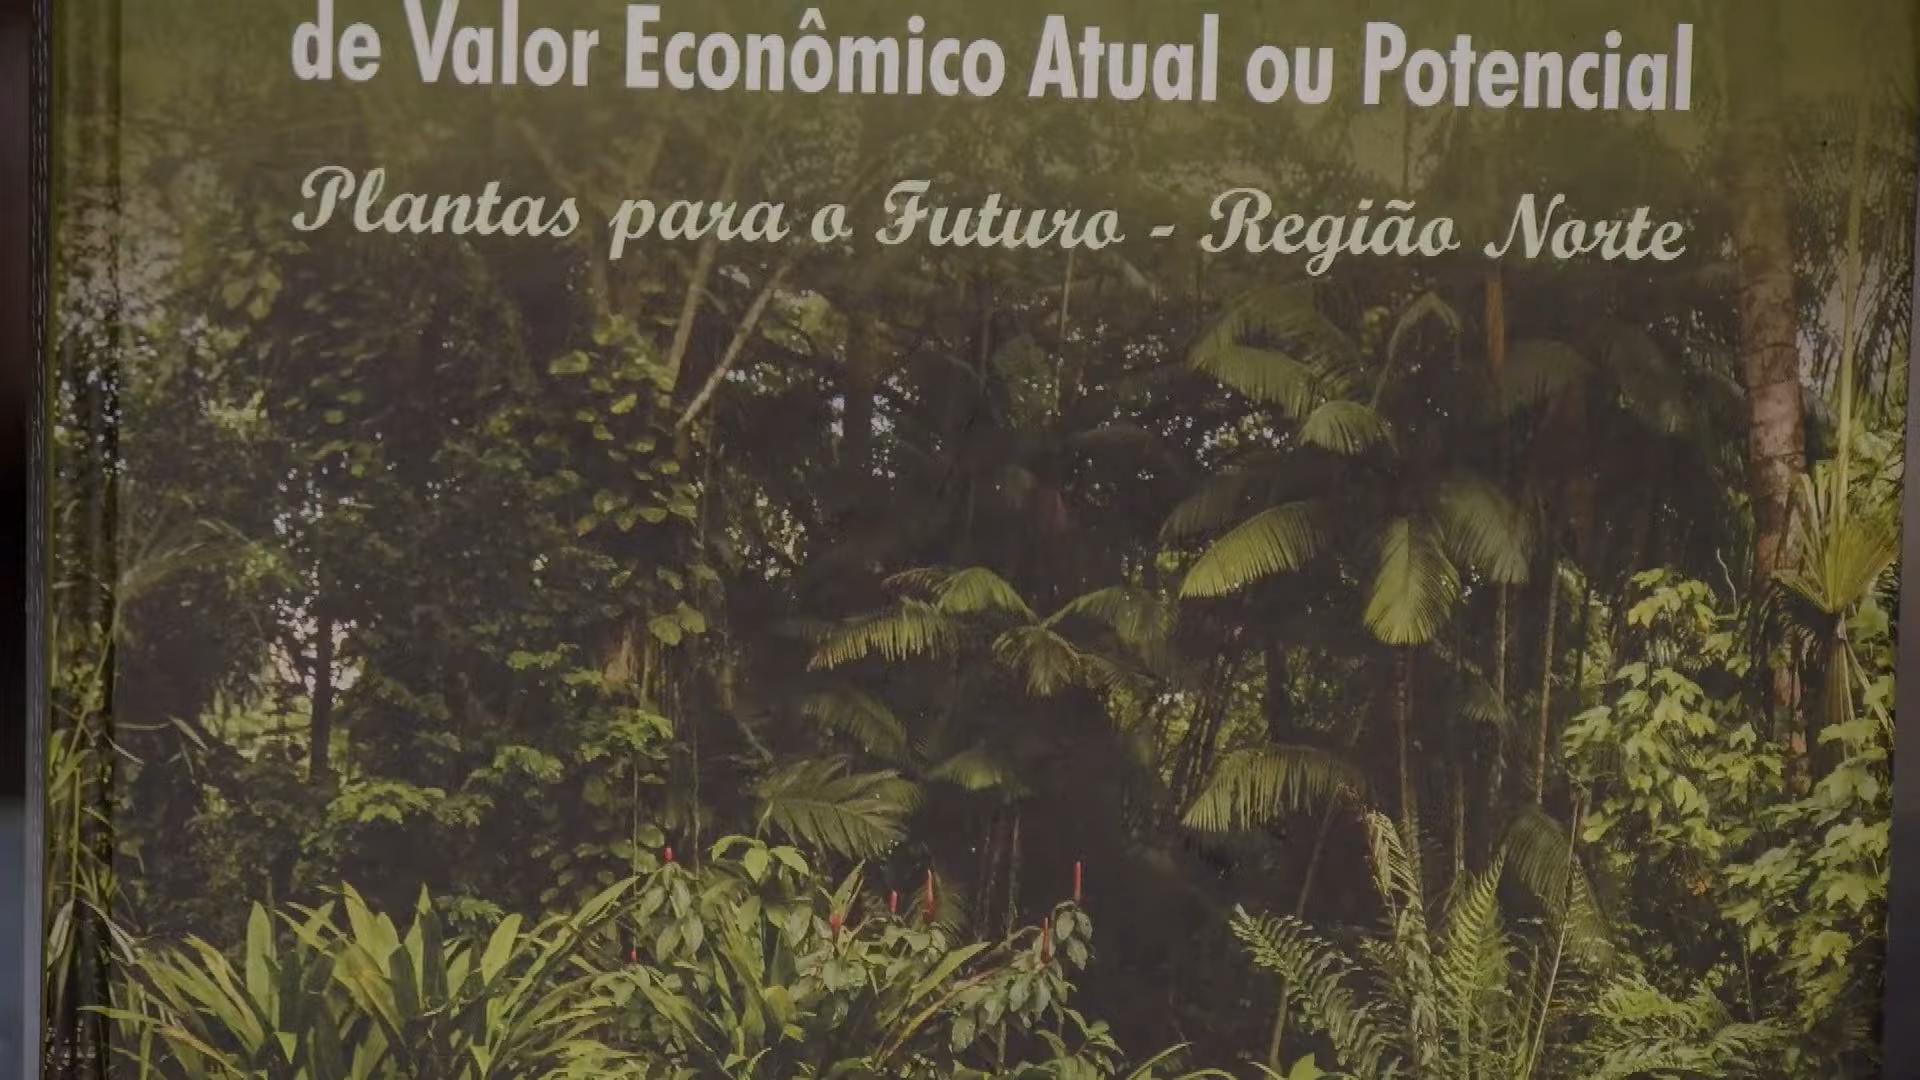 de Valor Econômico Atual ou Potencial
Plantas para o Futuro - Região Norte